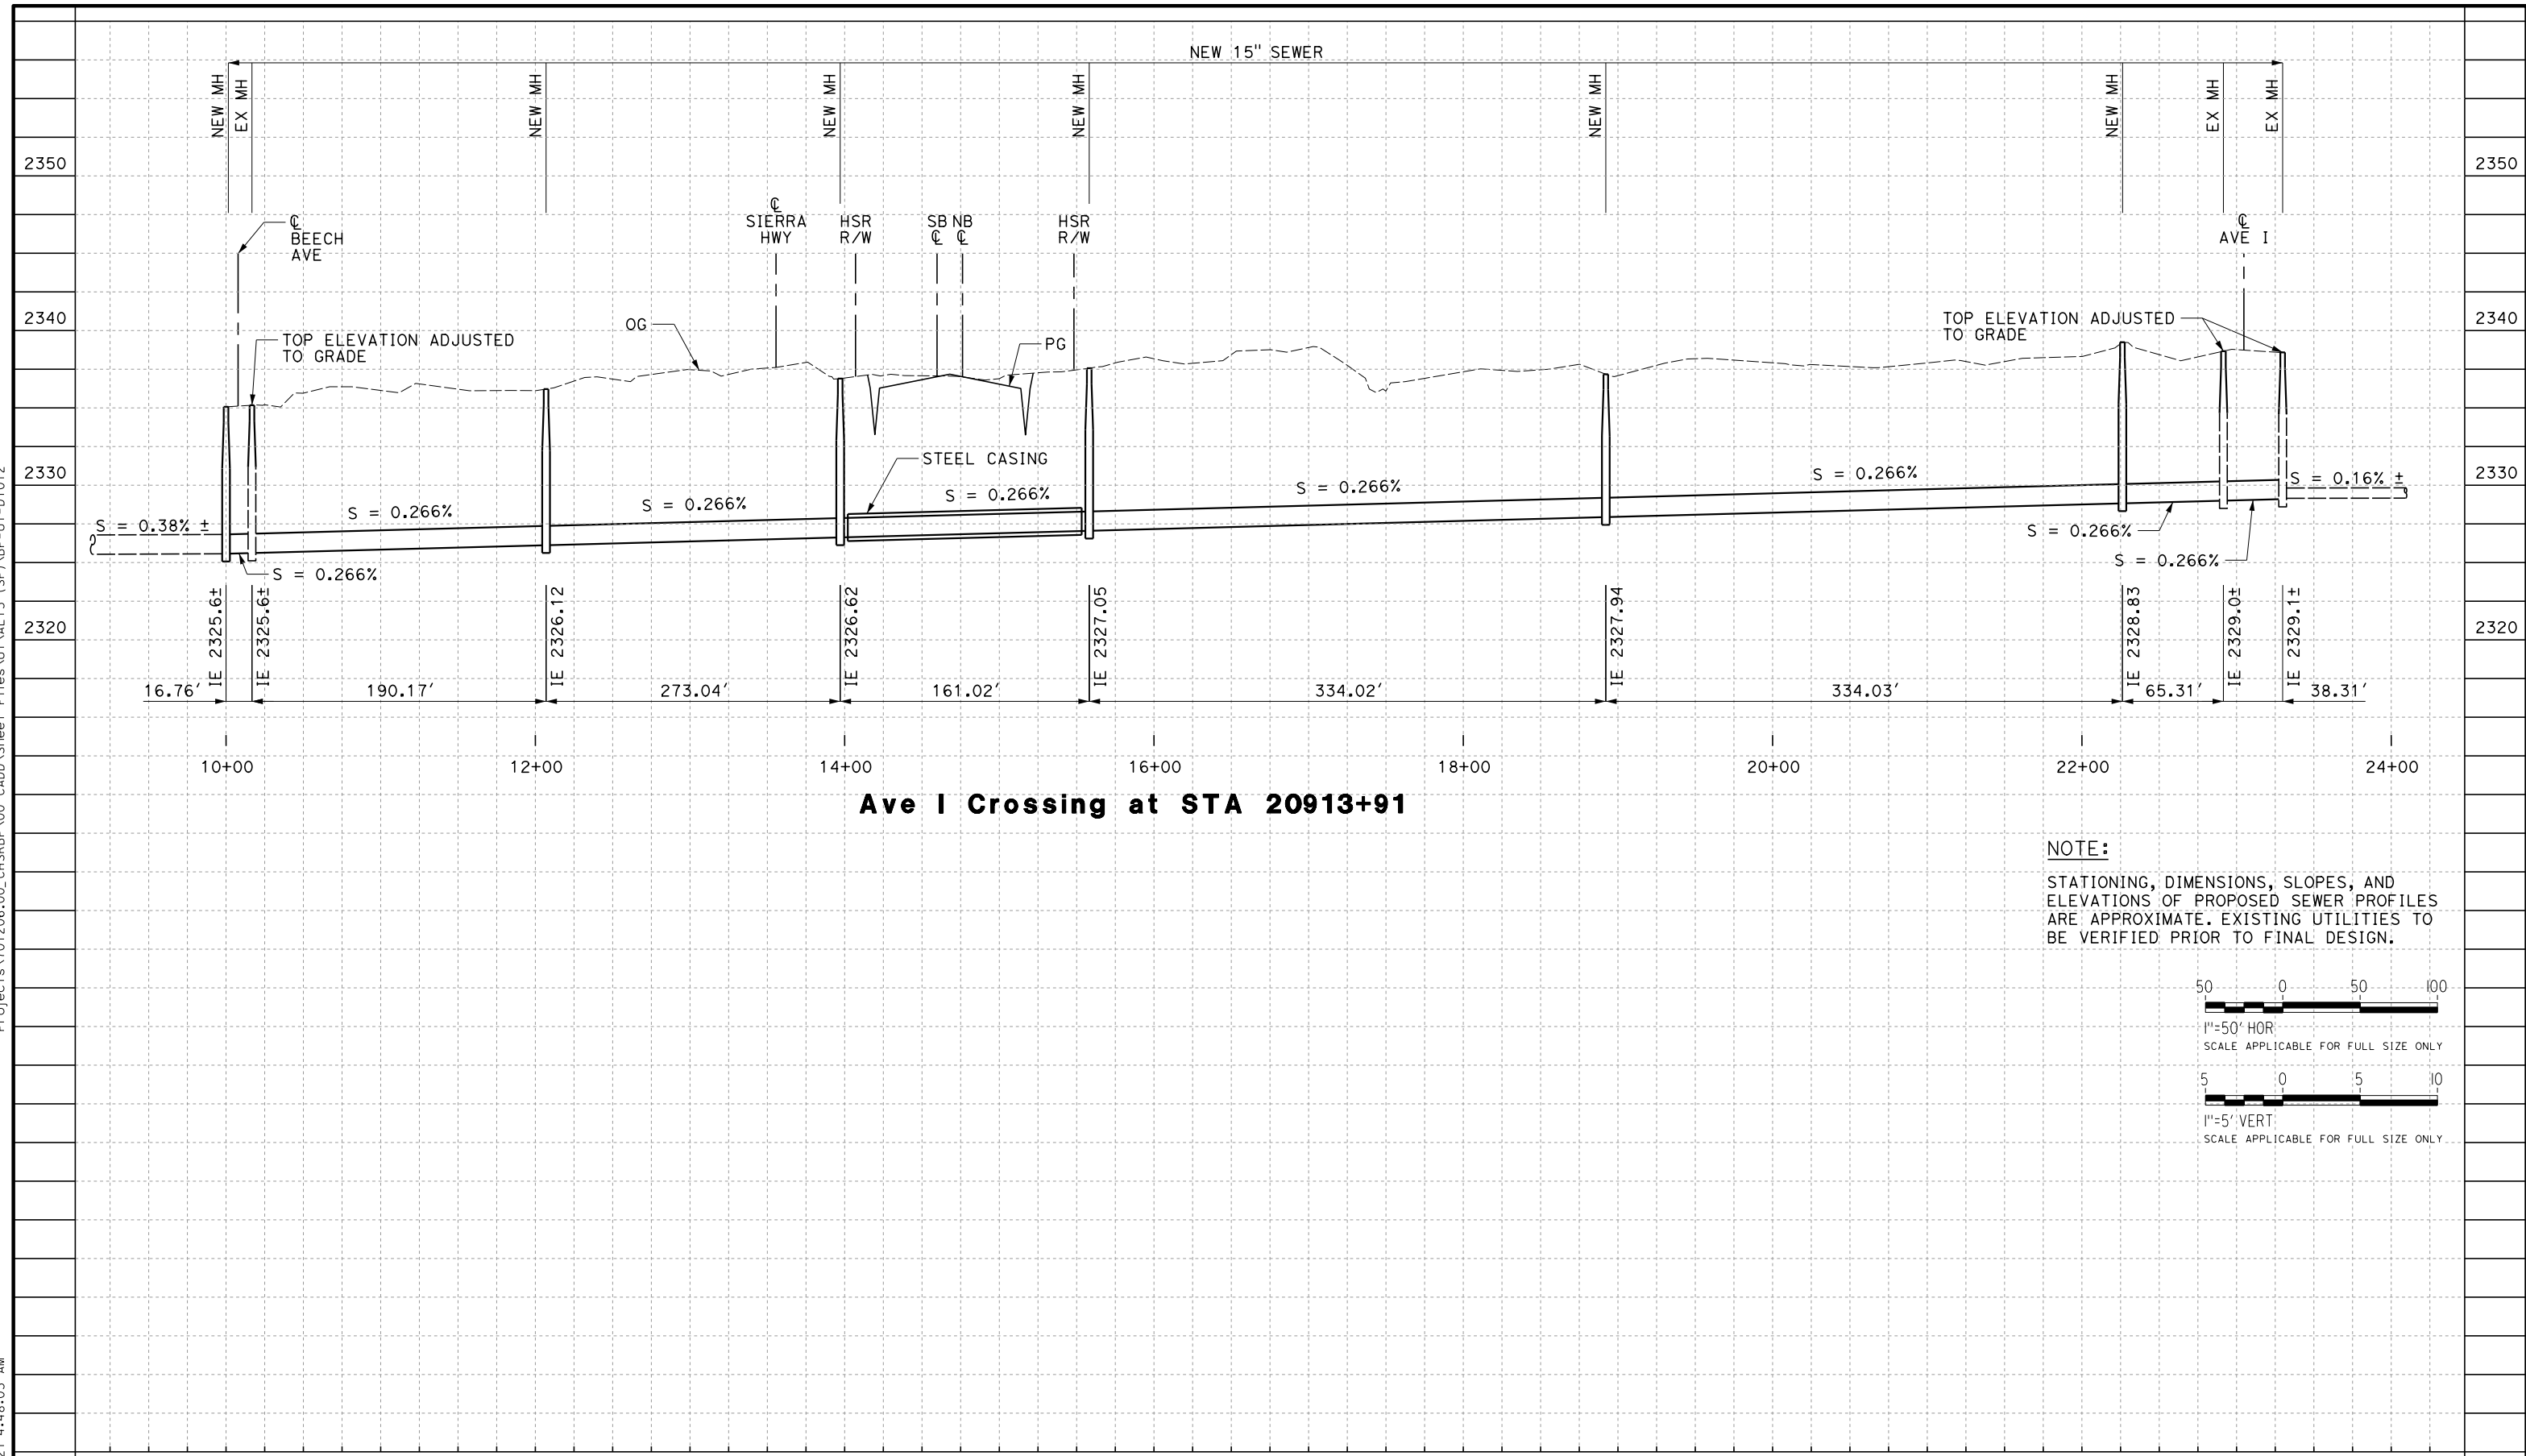 NEW 15" SEWER
NEW MH
EX MH
NEW MH
NEW MH
NEW MH
NEW MH
NEW MH
EX MH
EX MH
2350
2350
℄
BEECH
AVE
℄
SIERRA
HWY
HSR
R/W
SB NB
℄ ℄
HSR
R/W
℄
AVE I
2340
2340
TOP ELEVATION ADJUSTED
TO GRADE
OG
PG
TOP ELEVATION ADJUSTED
TO GRADE
2330
2330
STEEL CASING
S = 0.38% ±
S = 0.266%
S = 0.266%
S = 0.266%
S = 0.266%
S = 0.266%
S = 0.16% ±
S = 0.266%
S = 0.266%
S = 0.266%
2320
2320
IE 2325.6±
IE 2325.6±
IE 2326.12
IE 2326.62
IE 2327.05
IE 2327.94
IE 2328.83
IE 2329.0±
IE 2329.1±
16.76'
190.17'
273.04'
161.02'
334.02'
334.03'
65.31'
38.31'
10+00
12+00
14+00
16+00
18+00
20+00
22+00
24+00
Ave I Crossing at STA 20913+91
NOTE:
STATIONING, DIMENSIONS, SLOPES, AND
ELEVATIONS OF PROPOSED SEWER PROFILES
ARE APPROXIMATE. EXISTING UTILITIES TO
BE VERIFIED PRIOR TO FINAL DESIGN.
50 0 50 100
1"=50' HOR
SCALE APPLICABLE FOR FULL SIZE ONLY
5 0 5 10
1"=5' VERT
SCALE APPLICABLE FOR FULL SIZE ONLY